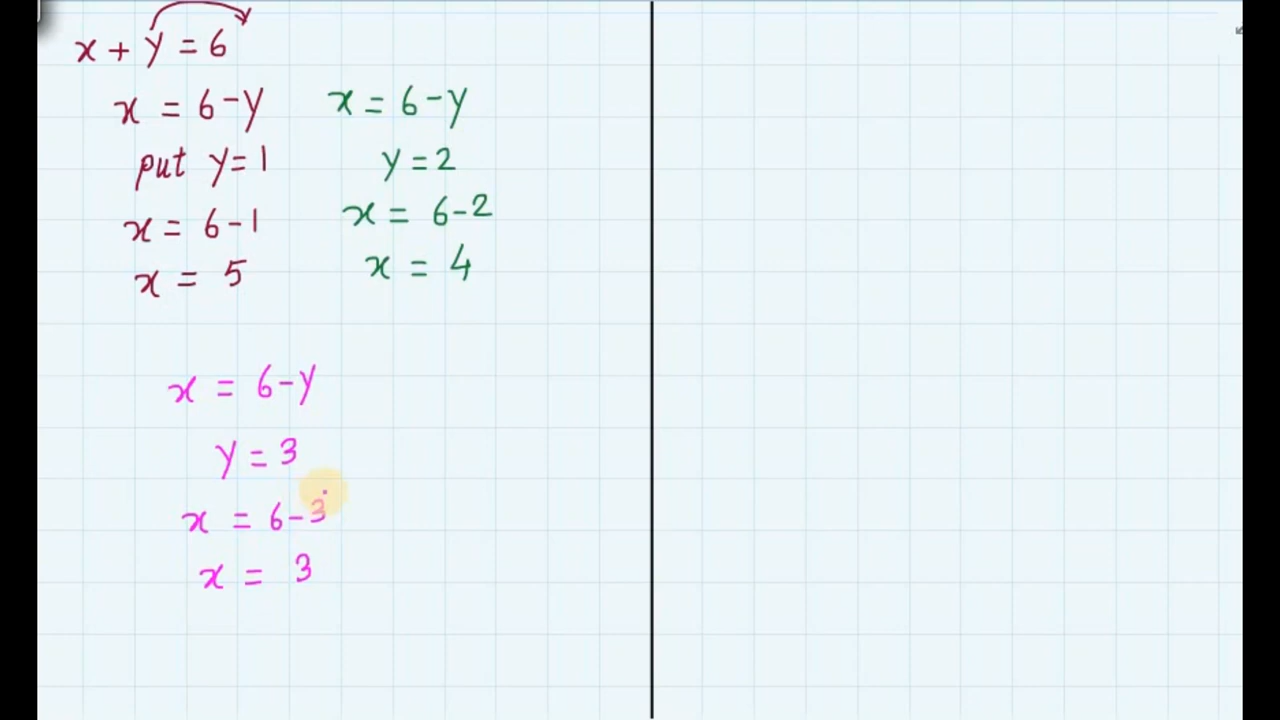 x + y = 6
x = 6-y
put y=1
x = 6-1
x = 5
x = 6-y
y = 2
x = 6-2
x = 4
x = 6-y
y = 3
x = 6-3
x = 3